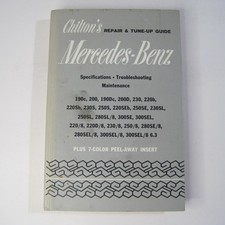 Chilton's REPAIR & TUNE-UP GUIDE
Mercedes-Benz
Specifications • Troubleshooting
Maintenance
190c, 200, 190Dc, 200D, 230, 220b,
220Sb, 230S, 250S, 220SEb, 250SE, 230SL,
250SL, 280SL/8, 300SE, 300SEL,
220/8, 220D/8, 230/8, 250/8, 280SE/8,
280SEL/8, 300SEL/8, 300SEL/8 6.3
PLUS 7-COLOR PEEL-AWAY INSERT